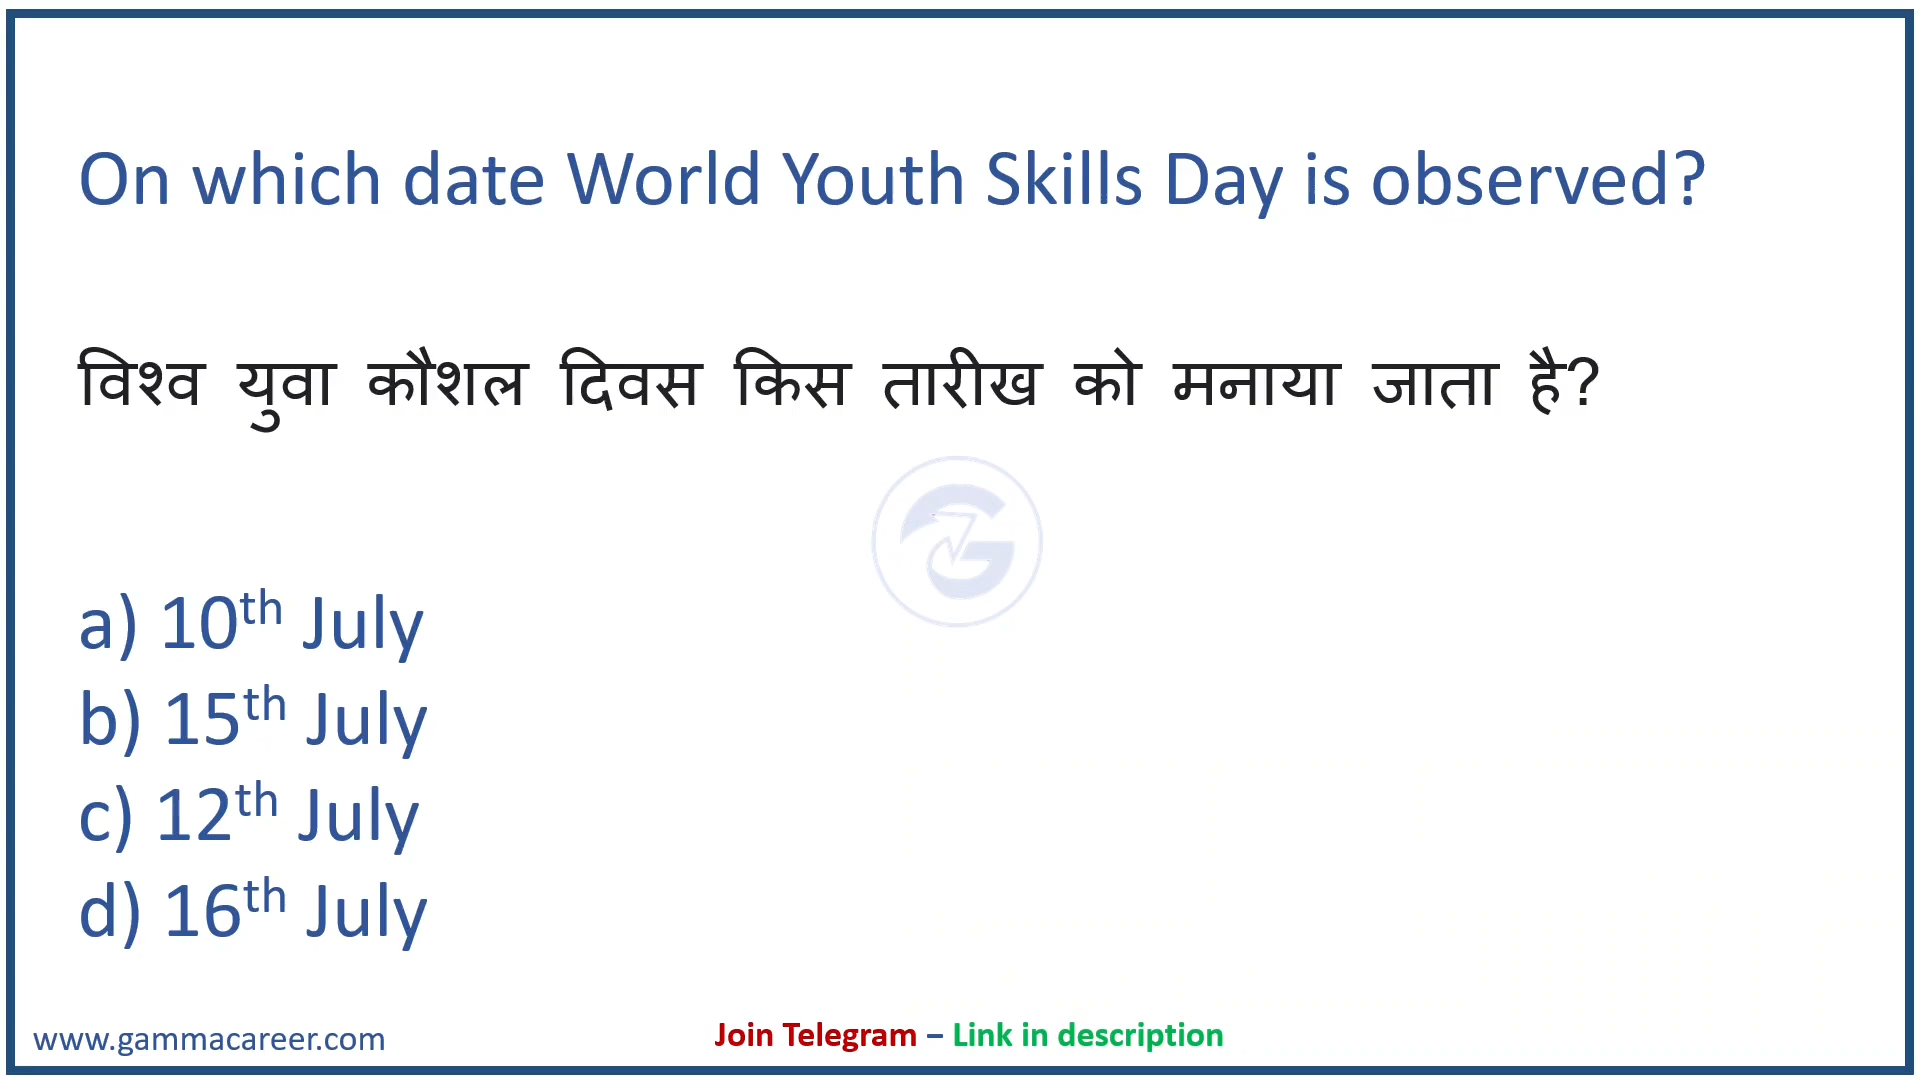 On which date World Youth Skills Day is observed?
विश्व युवा कौशल दिवस किस तारीख को मनाया जाता है?
a) 10th July
b) 15th July
c) 12th July
d) 16th July
www.gammacareer.com
Join Telegram – Link in description